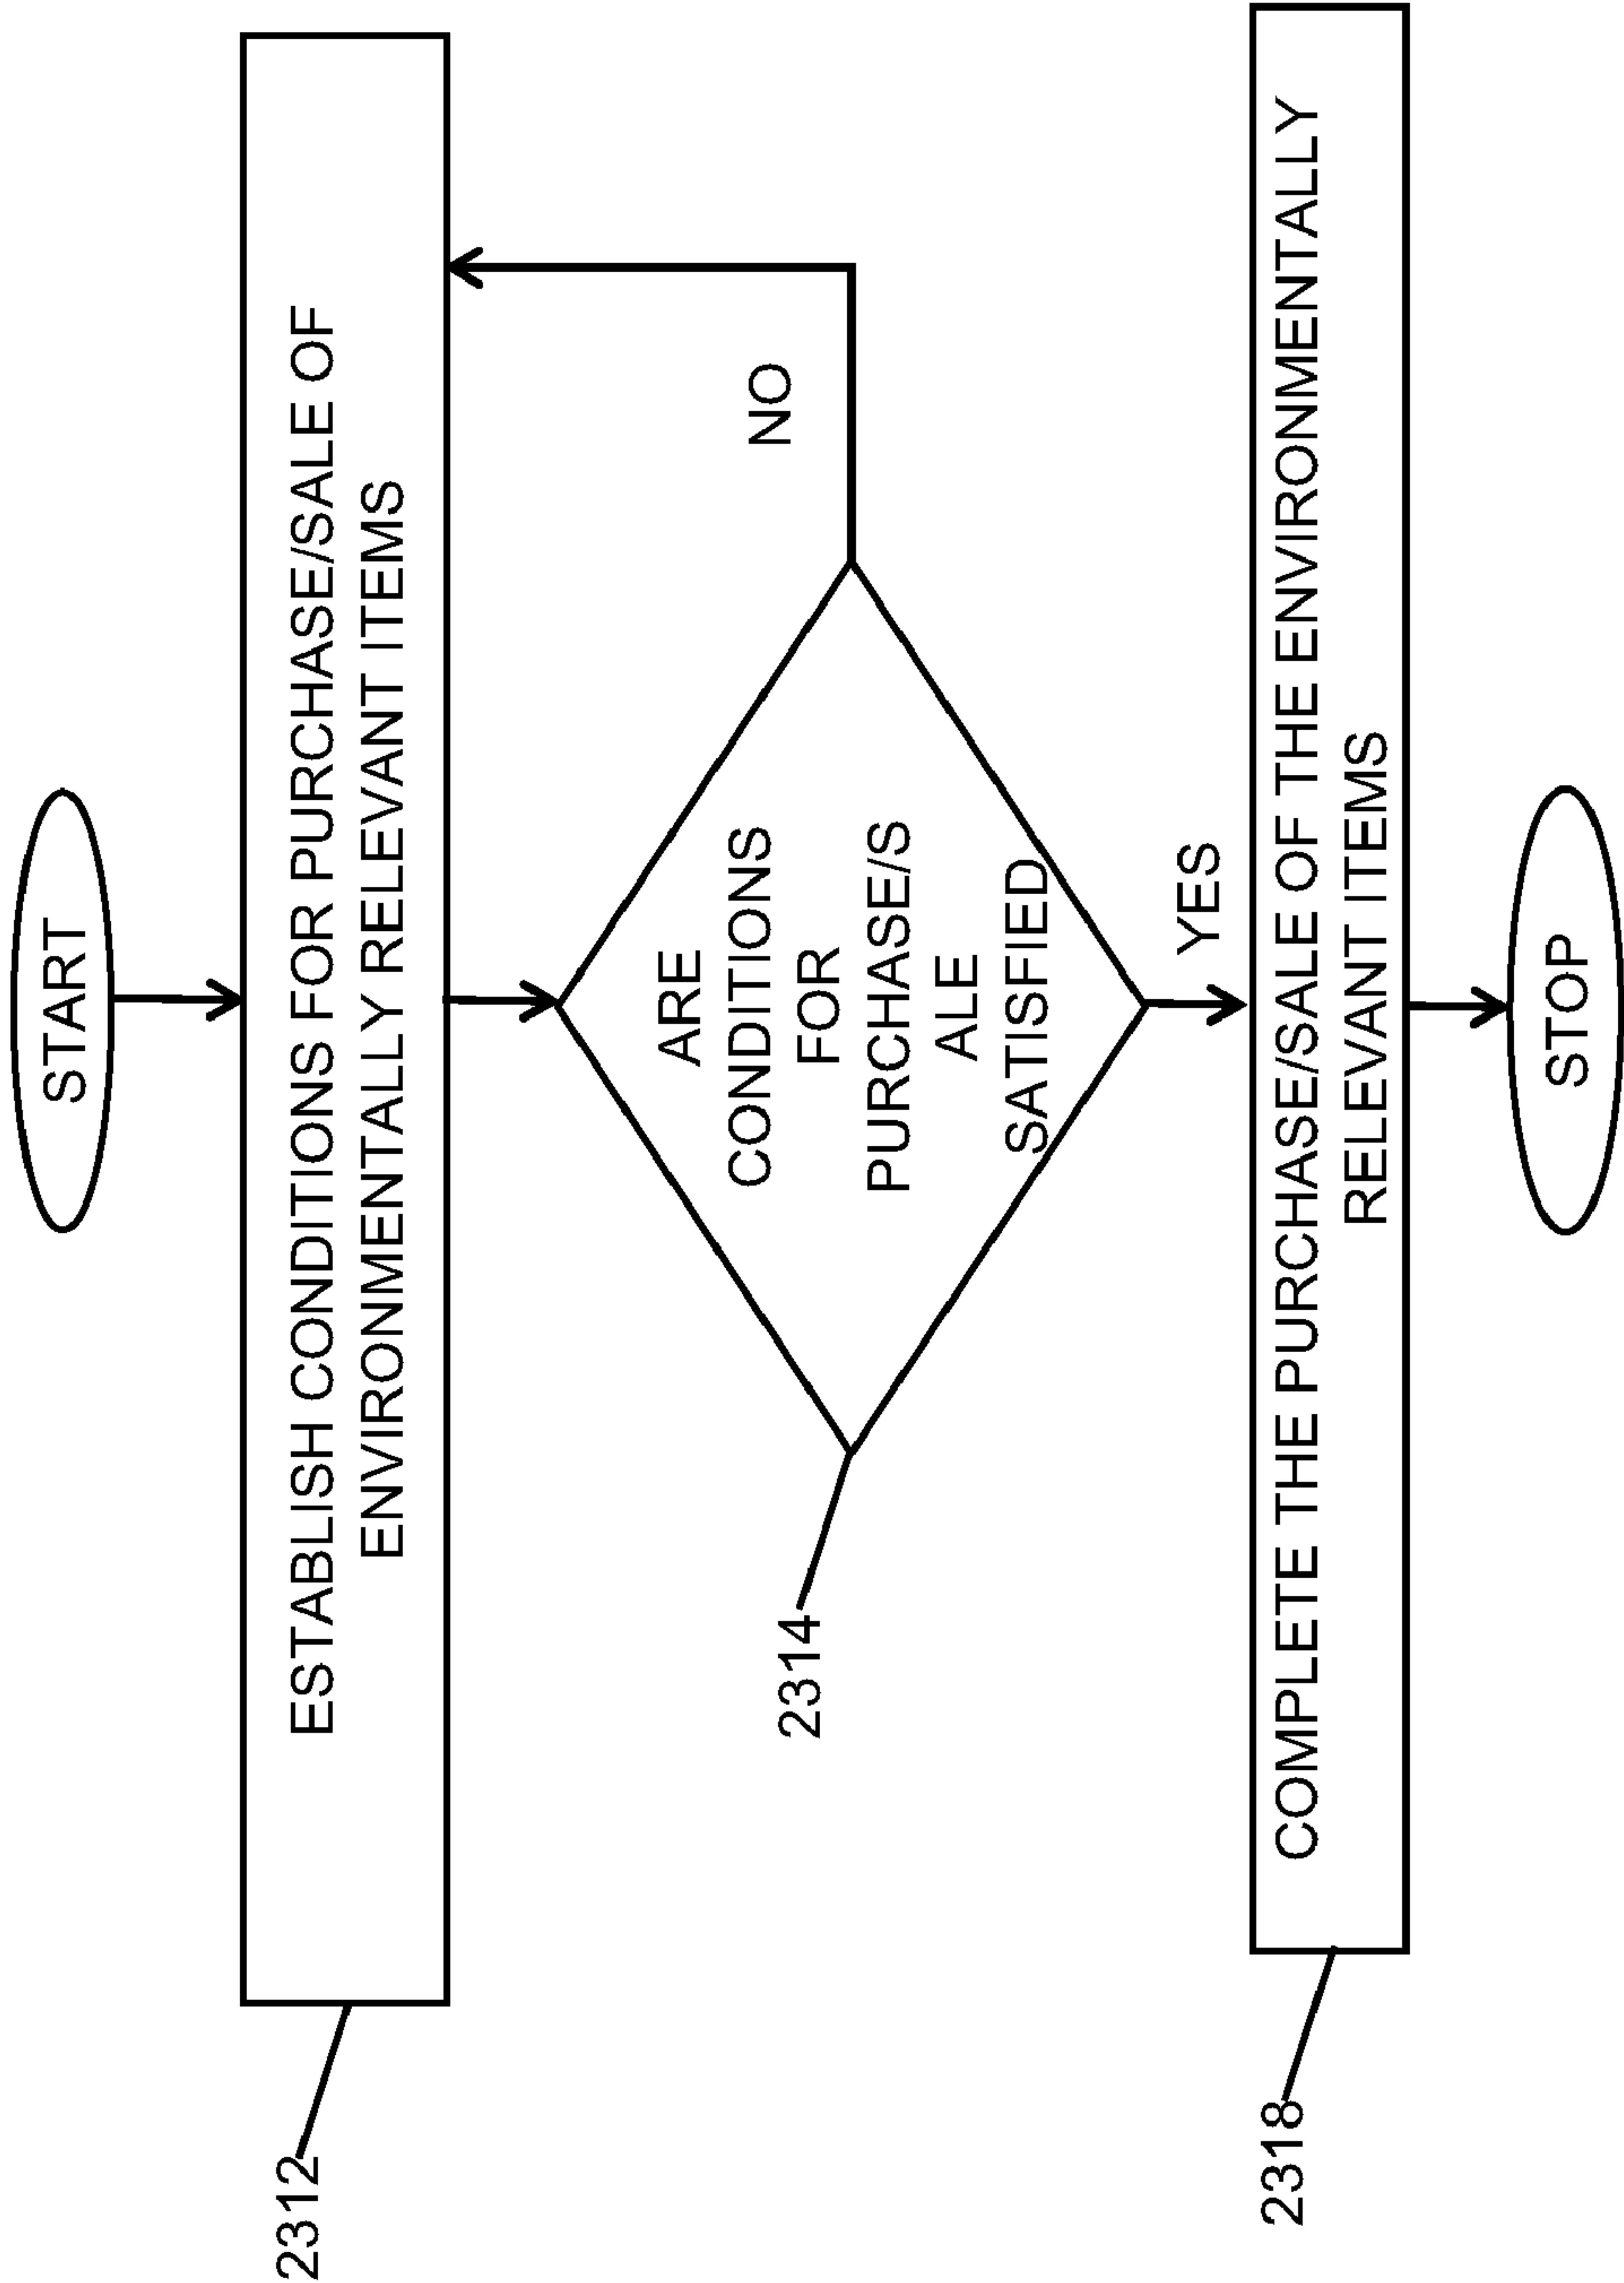 START
2312
ESTABLISH CONDITIONS FOR PURCHASE/SALE OF
ENVIRONMENTALLY RELEVANT ITEMS
NO
2314
ARE
CONDITIONS
FOR
PURCHASE/S
ALE
SATISFIED
YES
2318
COMPLETE THE PURCHASE/SALE OF THE ENVIRONMENTALLY
RELEVANT ITEMS
STOP